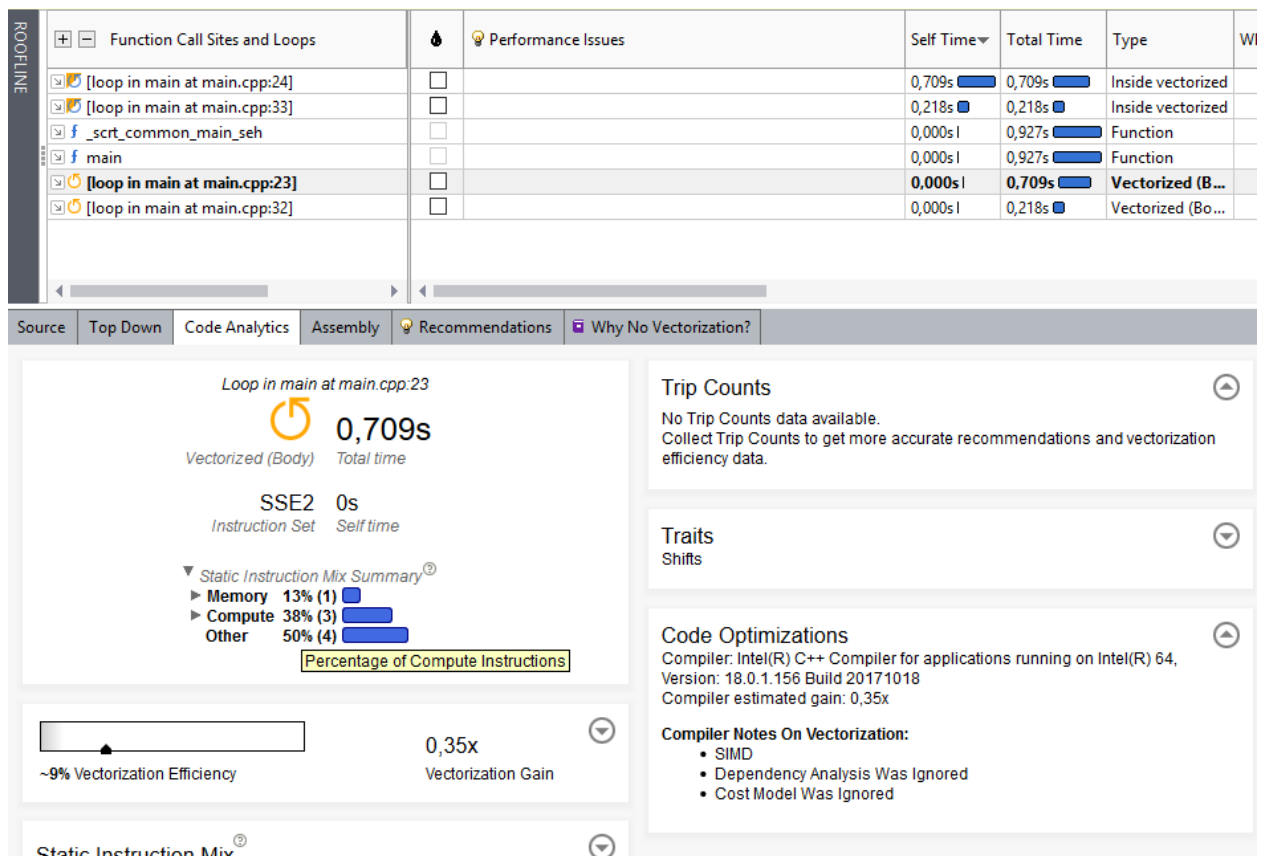 ROOFLINE
+ − Function Call Sites and Loops Performance Issues Self Time Total Time Type
[loop in main at main.cpp:24] 0,709s 0,709s Inside vectorized
[loop in main at main.cpp:33] 0,218s 0,218s Inside vectorized
f _scrt_common_main_seh 0,000s 0,927s Function
f main 0,000s 0,927s Function
[loop in main at main.cpp:23] 0,000s 0,709s Vectorized (B...
[loop in main at main.cpp:32] 0,000s 0,218s Vectorized (Bo...
Source Top Down Code Analytics Assembly Recommendations Why No Vectorization?
Loop in main at main.cpp:23
0,709s
Vectorized (Body) Total time
SSE2 0s
Instruction Set Self time
Static Instruction Mix Summary
Memory 13% (1)
Compute 38% (3)
Other 50% (4)
Percentage of Compute Instructions
0,35x
~9% Vectorization Efficiency Vectorization Gain
Static Instruction Mix
Trip Counts
No Trip Counts data available.
Collect Trip Counts to get more accurate recommendations and vectorization
efficiency data.
Traits
Shifts
Code Optimizations
Compiler: Intel(R) C++ Compiler for applications running on Intel(R) 64,
Version: 18.0.1.156 Build 20171018
Compiler estimated gain: 0,35x
Compiler Notes On Vectorization:
• SIMD
• Dependency Analysis Was Ignored
• Cost Model Was Ignored